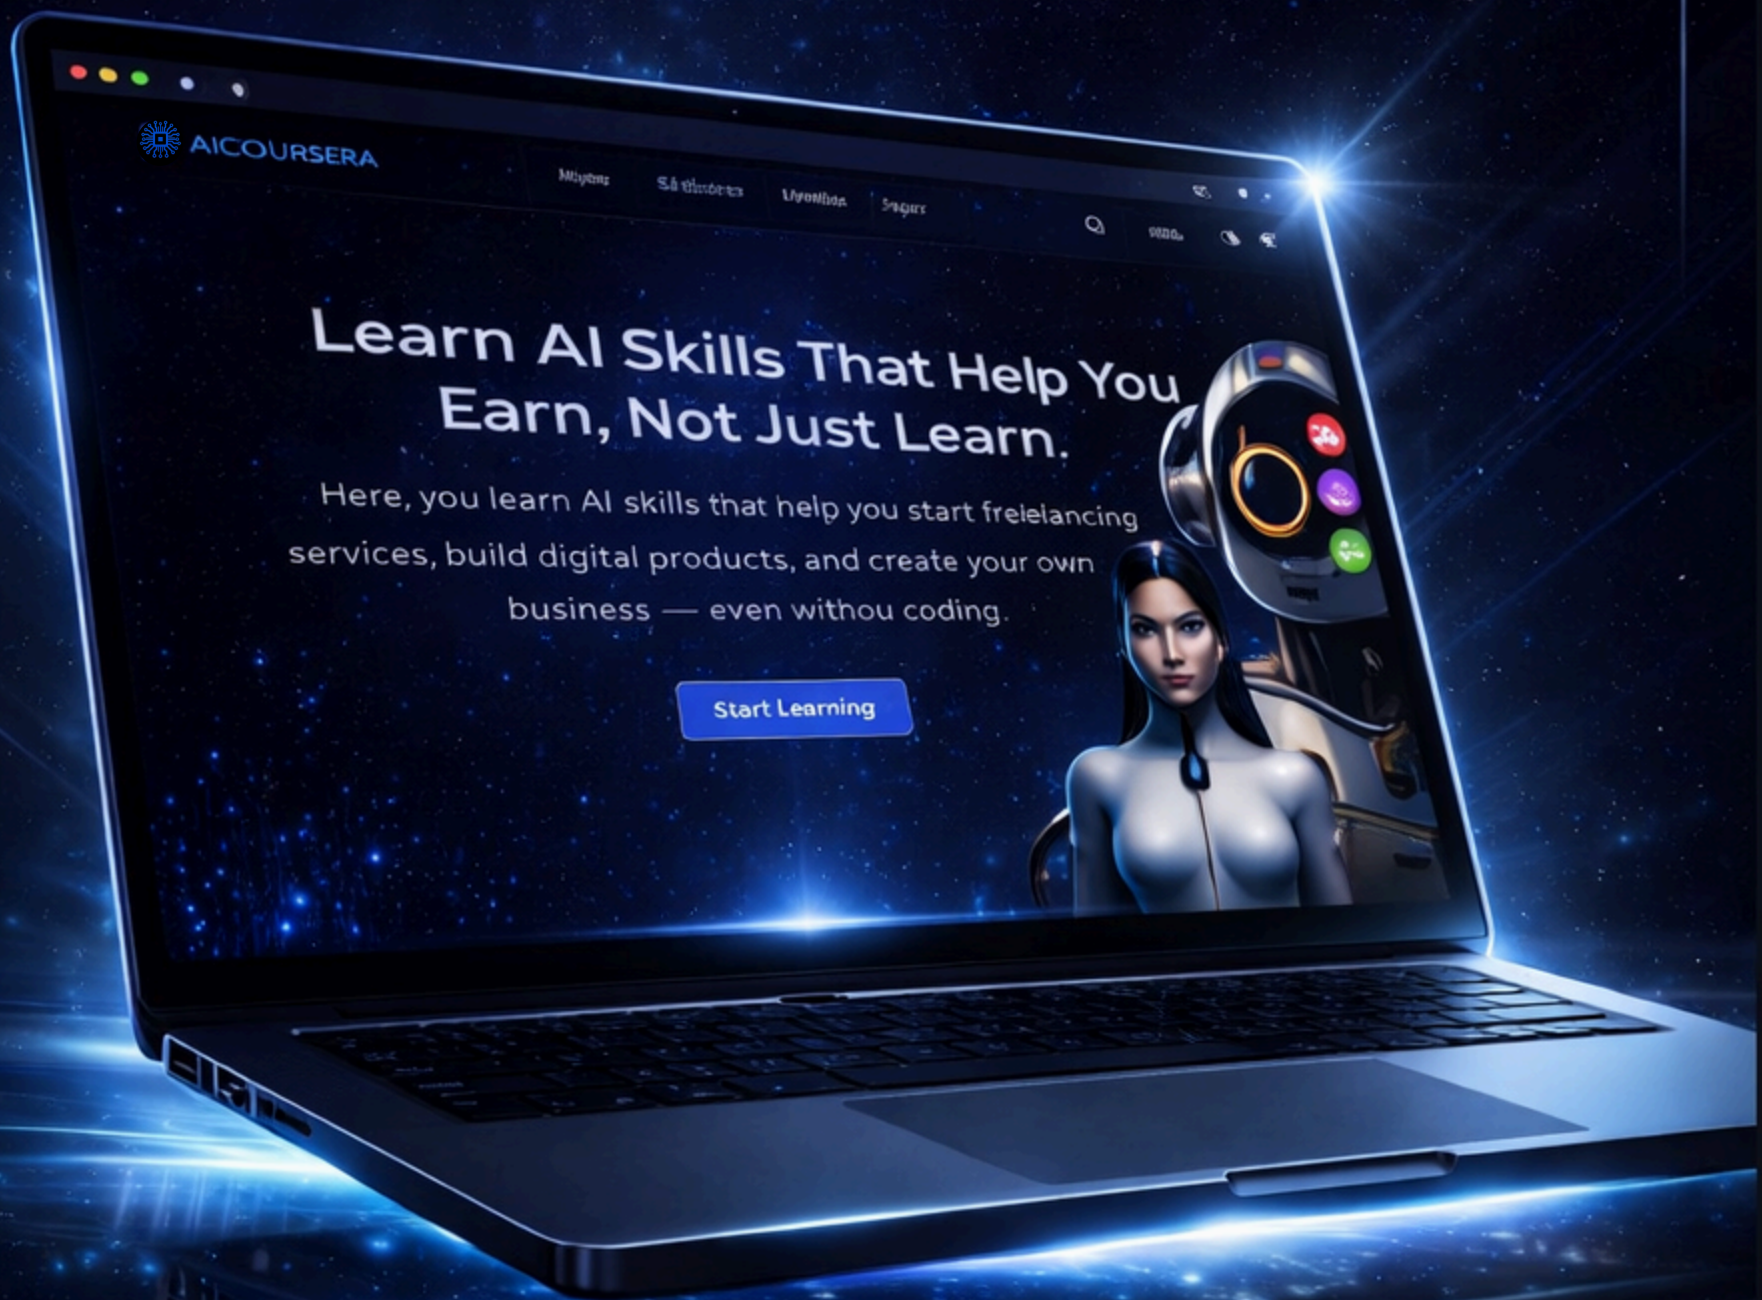 AICOURSERA
Learn AI Skills That Help You
Earn, Not Just Learn.
Here, you learn AI skills that help you start frelelancing
services, build digital products, and create your own
business — even withou coding.
Start Learning